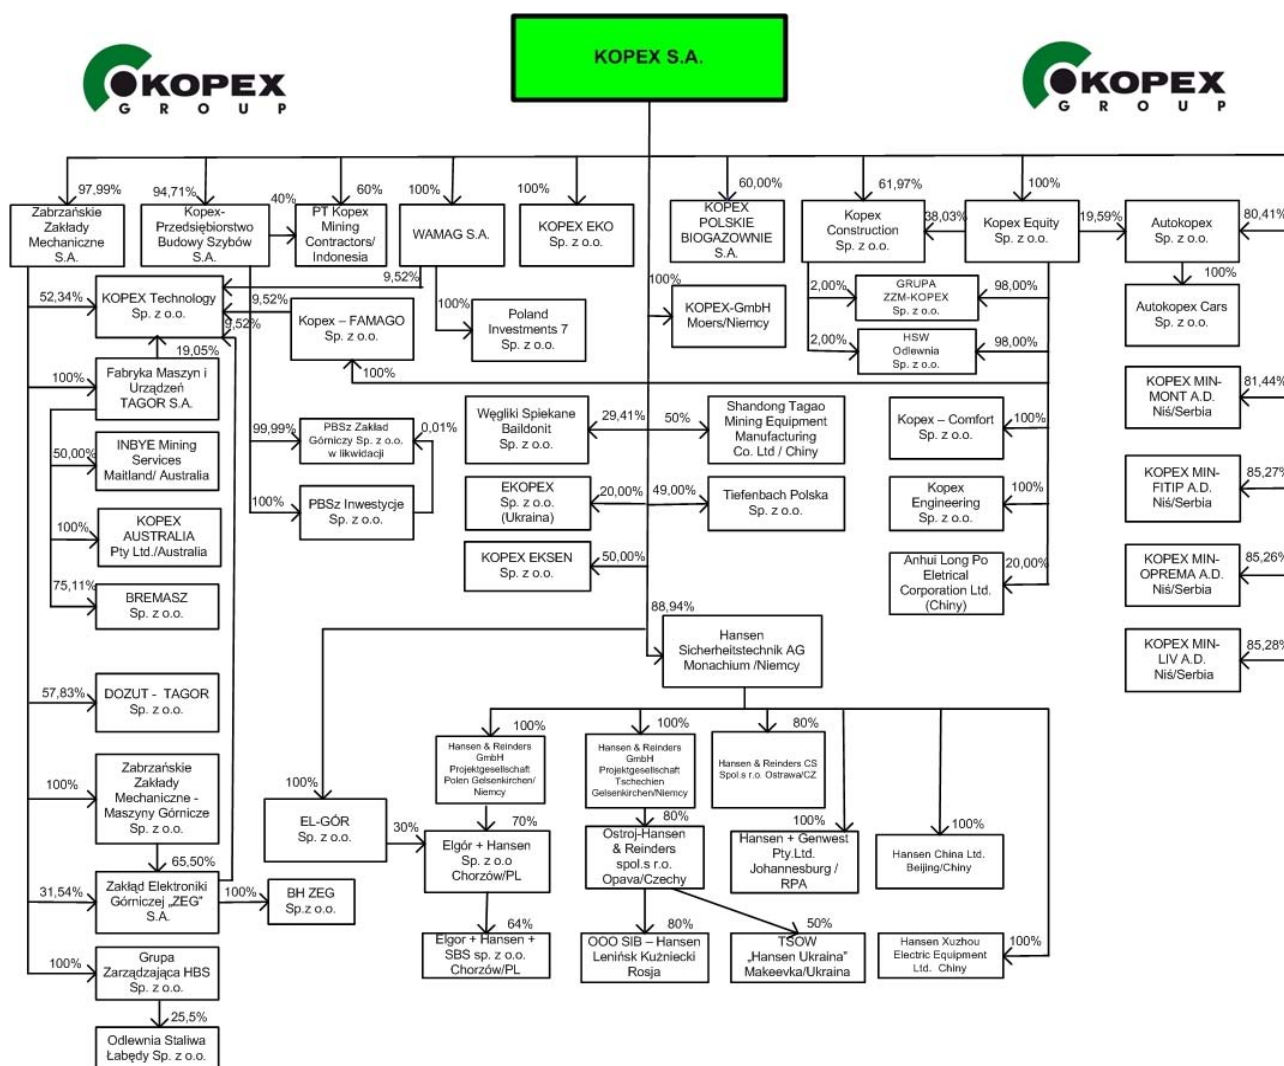 KOPEX S.A.
KOPEX
GROUP
KOPEX
GROUP
97,99%
94,71%
40%
60%
100%
100%
60,00%
61,97%
100%
Zabrzańskie
Zakłady
Mechaniczne
S.A.
Kopex-
Przedsiębiorstwo
Budowy Szybów
S.A.
PT Kopex
Mining
Contractors/
Indonesia
WAMAG S.A.
KOPEX EKO
Sp. z o.o.
KOPEX
POLSKIE
BIOGAZOWNIE
S.A.
Kopex
Construction
Sp. z o.o.
38,03%
Kopex Equity
Sp. z o.o.
19,59%
Autokopex
Sp. z o.o.
80,41%
52,34%
KOPEX Technology
Sp. z o.o.
9,52%
9,52%
9,52%
19,05%
Kopex – FAMAGO
Sp. z o.o.
100%
100%
Poland
Investments 7
Sp. z o.o.
100%
KOPEX-GmbH
Moers/Niemcy
2,00%
GRUPA
ZZM-KOPEX
Sp. z o.o.
98,00%
2,00%
HSW
Odlewnia
Sp. z o.o.
98,00%
100%
Autokopex Cars
Sp. z o.o.
100%
Fabryka Maszyn i
Urządzeń
TAGOR S.A.
KOPEX MIN-
MONT A.D.
Niś/Serbia
81,44%
50,00%
INBYE Mining
Services
Maitland/ Australia
99,99%
PBSz Zakład
Górniczy Sp. z o.o.
w likwidacji
0,01%
Węgliki Spiekane
Baildonit
Sp. z o.o.
29,41%
50%
Shandong Tagao
Mining Equipment
Manufacturing
Co. Ltd / Chiny
Kopex – Comfort
Sp. z o.o.
100%
KOPEX MIN-
FITIP A.D.
Niś/Serbia
85,27%
100%
PBSz Inwestycje
Sp. z o.o.
EKOPEX
Sp. z o.o.
(Ukraina)
20,00%
49,00%
Tiefenbach Polska
Sp. z o.o.
Kopex
Engineering
Sp. z o.o.
100%
100%
KOPEX
AUSTRALIA
Pty Ltd./Australia
KOPEX EKSEN
Sp. z o.o.
50,00%
Anhui Long Po
Eletrical
Corporation Ltd.
(Chiny)
20,00%
KOPEX MIN-
OPREMA A.D.
Niś/Serbia
85,26%
75,11%
BREMASZ
Sp. z o.o.
88,94%
Hansen
Sicherheitstechnik AG
Monachium /Niemcy
KOPEX MIN-
LIV A.D.
Niś/Serbia
85,28%
57,83%
DOZUT - TAGOR
Sp. z o.o.
100%
100%
80%
Hansen & Reinders
GmbH
Projektgesellschaft
Polen Gelsenkirchen/
Niemcy
Hansen & Reinders
GmbH
Projektgesellschaft
Tschechien
Gelsenkirchen/Niemcy
Hansen & Reinders CS
Spol.s r.o. Ostrawa/CZ
100%
Zabrzańskie
Zakłady
Mechaniczne -
Maszyny Górnicze
Sp. z o.o.
100%
EL-GÓR
Sp. z o.o.
30%
70%
Elgór + Hansen
Sp. z o.o
Chorzów/PL
80%
Ostroj-Hansen
& Reinders
spol.s r.o.
Opava/Czechy
100%
Hansen + Genwest
Pty.Ltd.
Johannesburg /
RPA
100%
Hansen China Ltd.
Beijing/Chiny
65,50%
31,54%
Zakłąd Elektroniki
Górniczej „ZEG”
S.A.
100%
BH ZEG
Sp.z o.o.
64%
Elgor + Hansen +
SBS sp. z o.o.
Chorzów/PL
80%
OOO SIB – Hansen
Lenińsk Kuźniecki
Rosja
50%
TSOW
„Hansen Ukraina”
Makeevka/Ukraina
Hansen Xuzhou
Electric Equipment
Ltd. Chiny
100%
100%
Grupa
Zarządzająca HBS
Sp. z o.o.
25,5%
Odlewnia Staliwa
Łabędy Sp. z o.o.